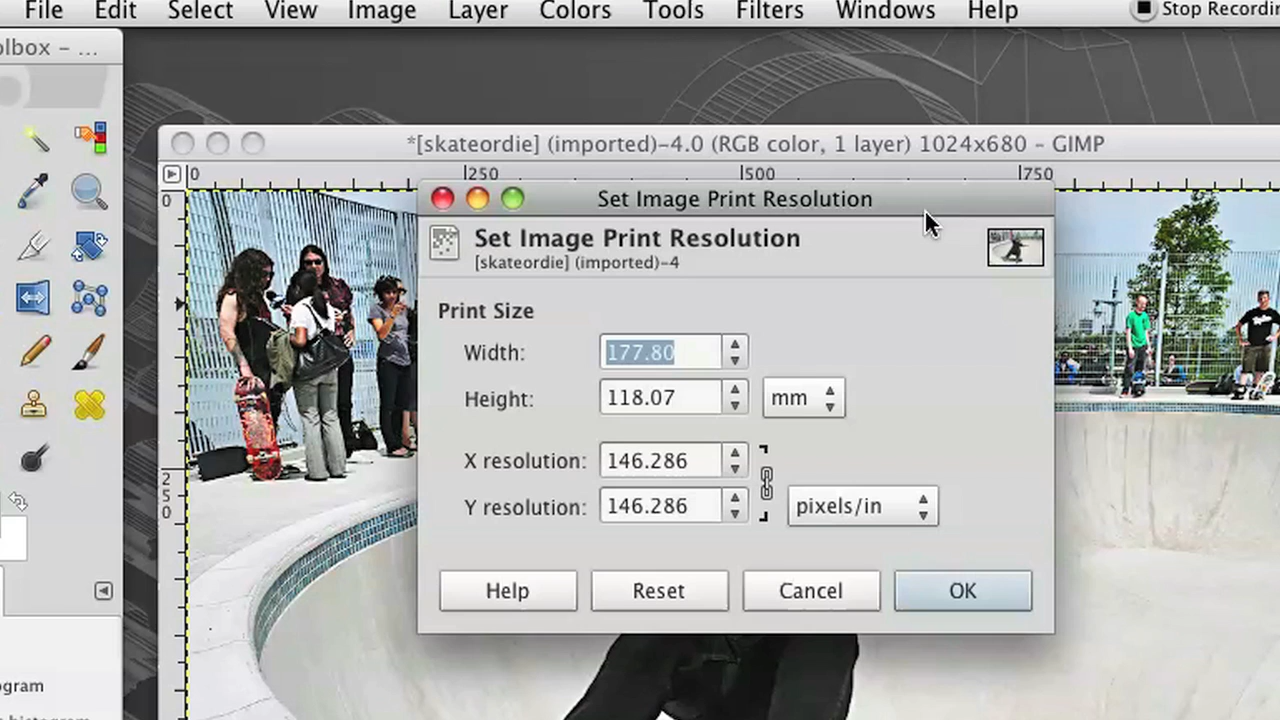 File Edit Select View Image Layer Colors Tools Filters Windows Help Stop Recordin
olbox – ...
*[skateordie] (imported)-4.0 (RGB color, 1 layer) 1024x680 – GIMP
0 250 500 750
0
250
Set Image Print Resolution
Set Image Print Resolution
[skateordie] (imported)-4
Print Size
Width: 177.80
Height: 118.07 mm
X resolution: 146.286
Y resolution: 146.286 pixels/in
Help Reset Cancel OK
ogram